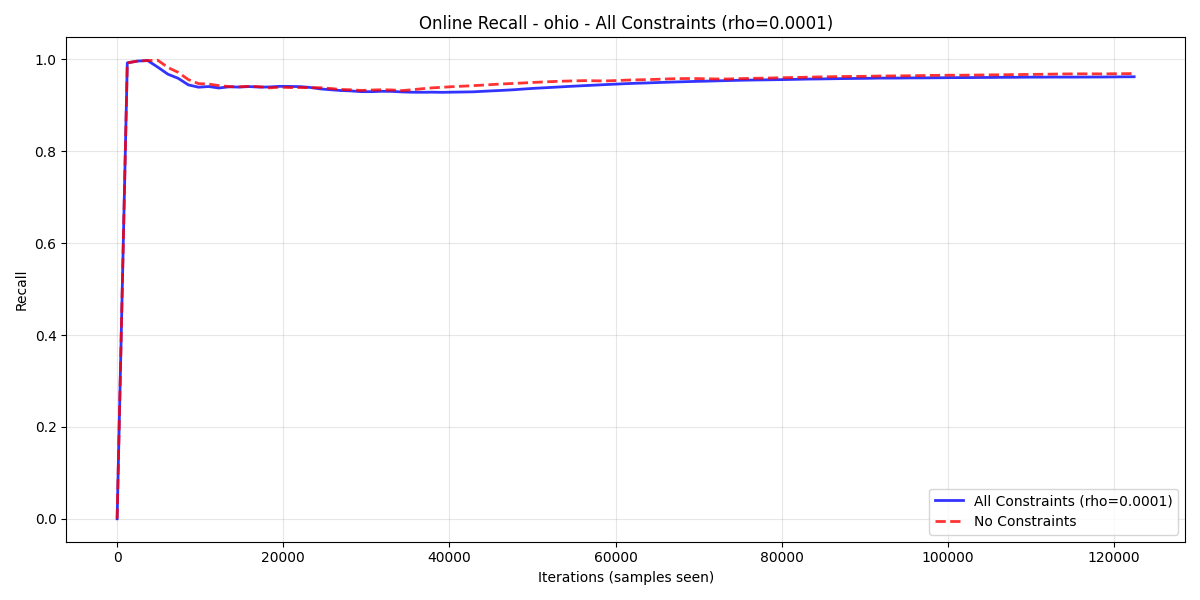 Online Recall - ohio - All Constraints (rho=0.0001)
1.0
0.8
0.6
0.4
0.2
0.0
Recall
0 20000 40000 60000 80000 100000 120000
Iterations (samples seen)
All Constraints (rho=0.0001)
No Constraints